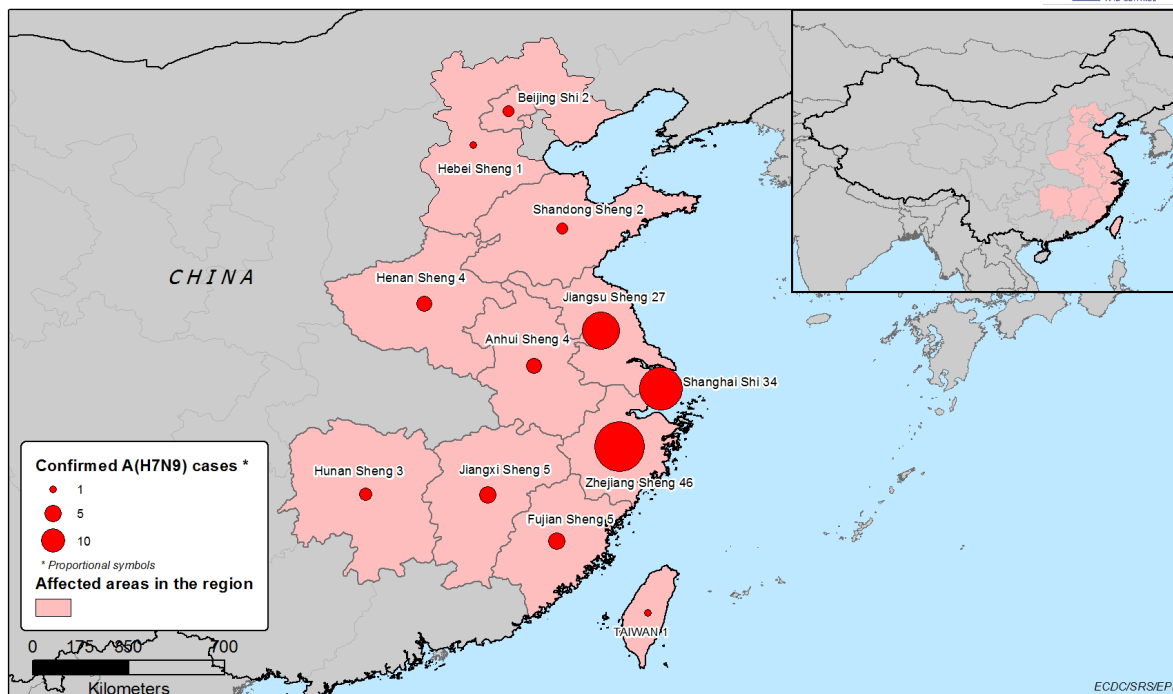 Beijing Shi 2
Hebei Sheng 1
Shandong Sheng 2
CHINA
Henan Sheng 4
Jiangsu Sheng 27
Anhui Sheng 4
Shanghai Shi 34
Confirmed A(H7N9) cases *
1
5
10
* Proportional symbols
Affected areas in the region
Hunan Sheng 3
Jiangxi Sheng 5
Zhejiang Sheng 46
Fujian Sheng 5
TAIWAN 1
0 175 350 700
Kilometers
ECDC/SRS/EP